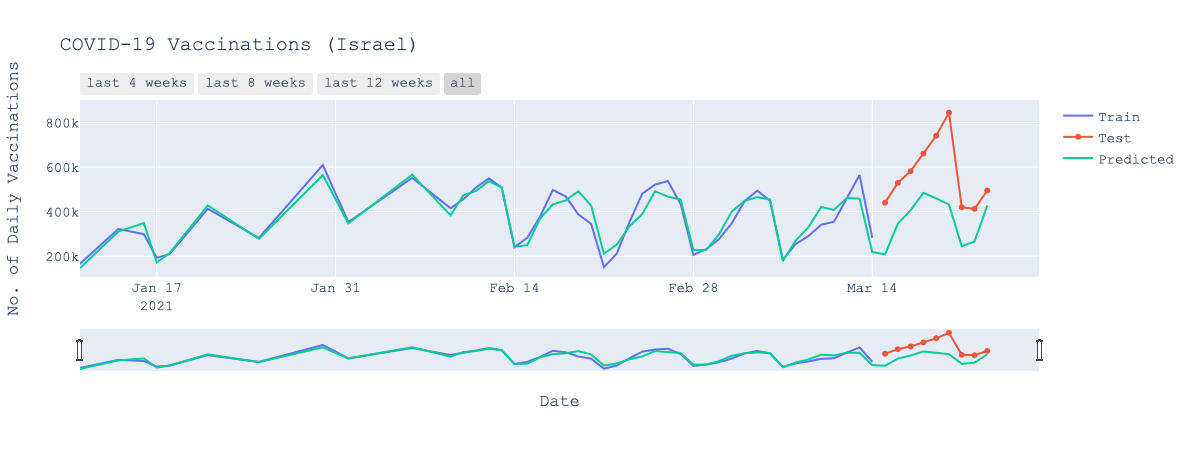 COVID-19 Vaccinations (Israel)
last 4 weeks last 8 weeks last 12 weeks all
No. of Daily Vaccinations
800k
600k
400k
200k
Jan 17 Jan 31 Feb 14 Feb 28 Mar 14
2021
Train
Test
Predicted
Date